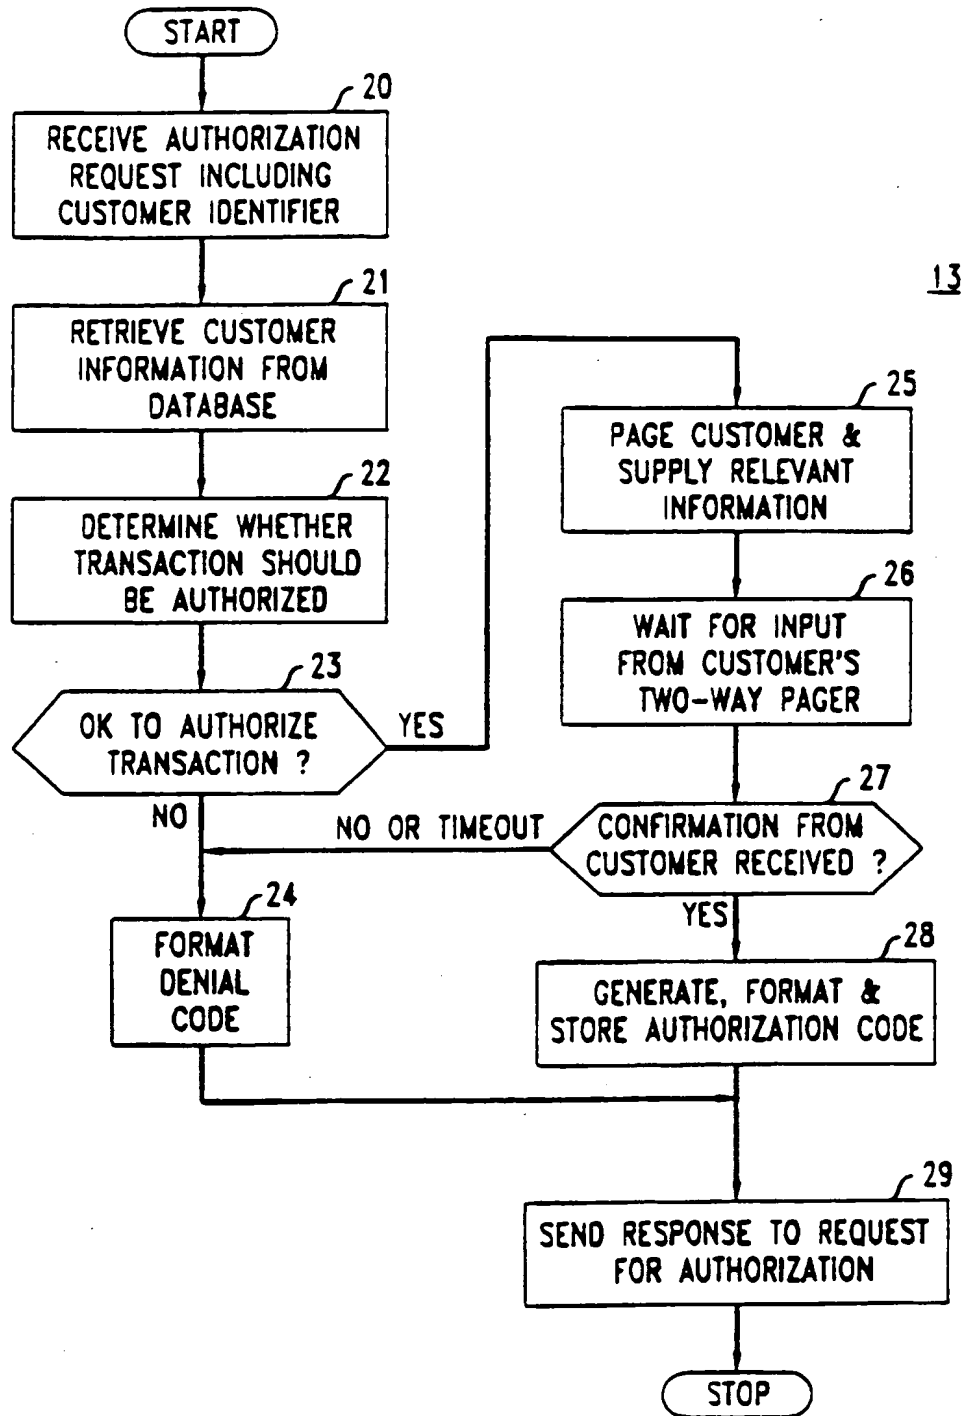 START
20
RECEIVE AUTHORIZATION
REQUEST INCLUDING
CUSTOMER IDENTIFIER
21
RETRIEVE CUSTOMER
INFORMATION FROM
DATABASE
22
DETERMINE WHETHER
TRANSACTION SHOULD
BE AUTHORIZED
23
OK TO AUTHORIZE
TRANSACTION ?
YES
NO
24
FORMAT
DENIAL
CODE
13
25
PAGE CUSTOMER &
SUPPLY RELEVANT
INFORMATION
26
WAIT FOR INPUT
FROM CUSTOMER'S
TWO-WAY PAGER
27
CONFIRMATION FROM
CUSTOMER RECEIVED ?
NO OR TIMEOUT
YES
28
GENERATE, FORMAT &
STORE AUTHORIZATION CODE
29
SEND RESPONSE TO REQUEST
FOR AUTHORIZATION
STOP